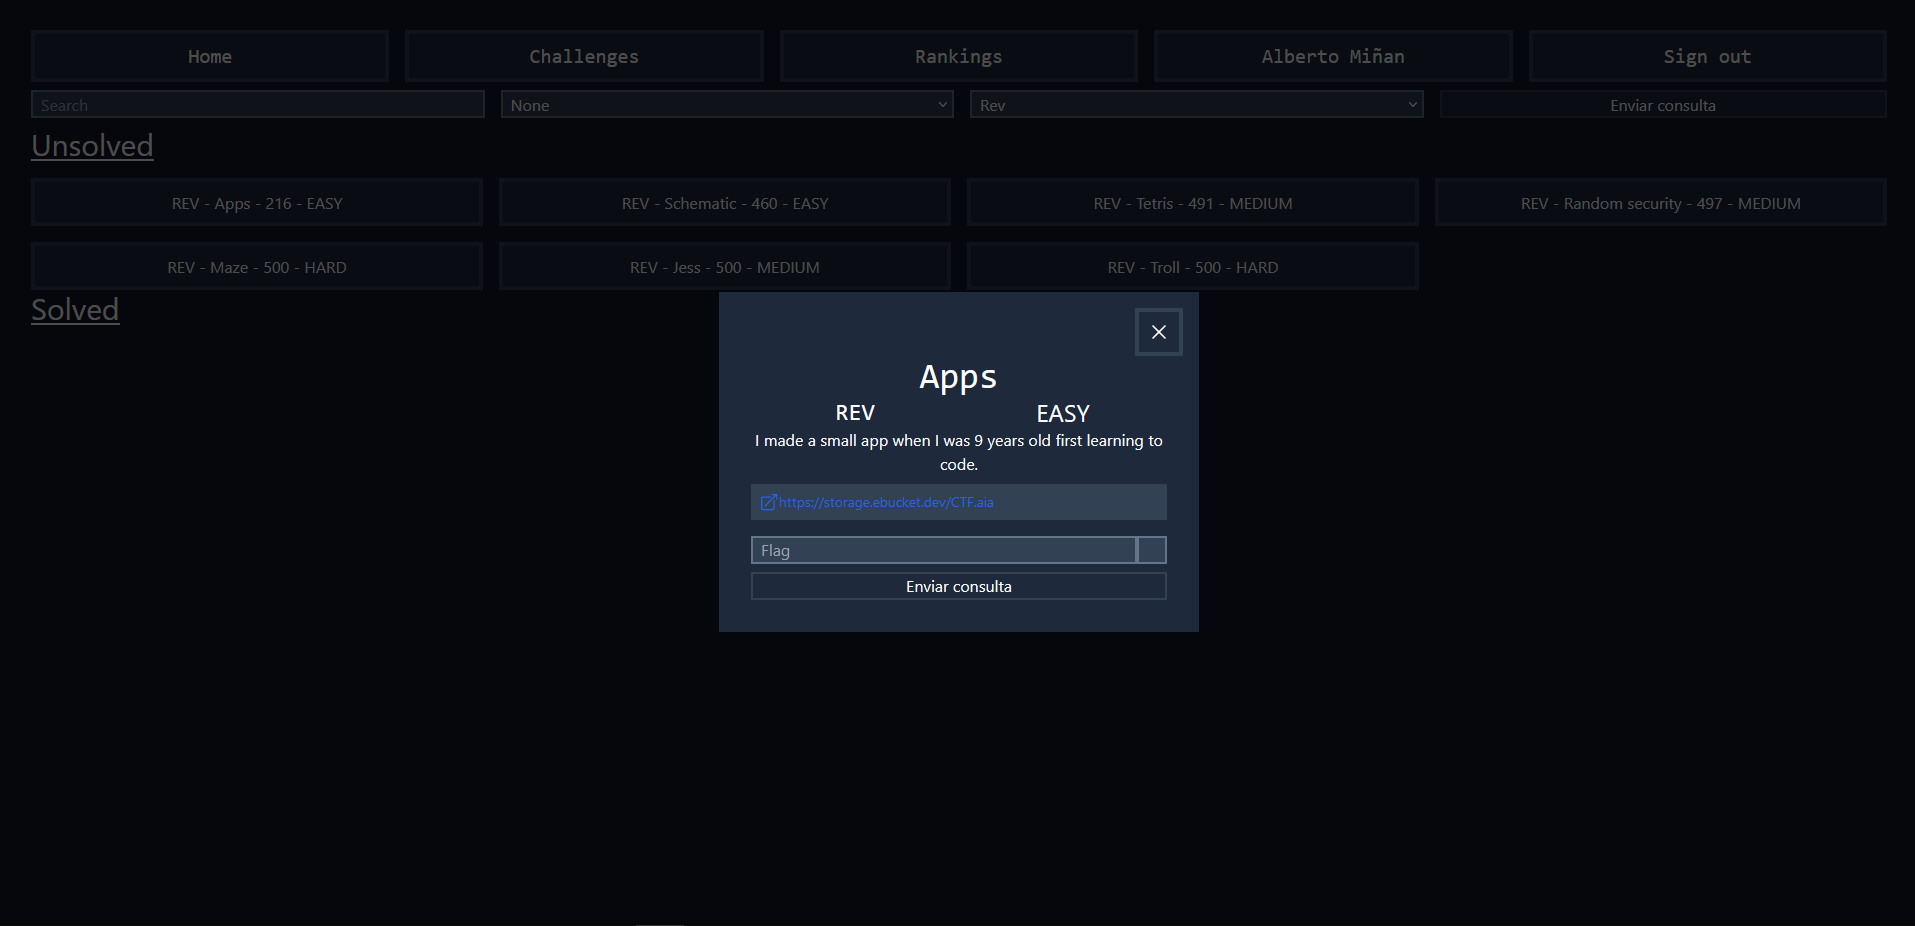 Home
Challenges
Rankings
Alberto Miñan
Sign out
Search
None
Rev
Enviar consulta
Unsolved
REV - Apps - 216 - EASY
REV - Schematic - 460 - EASY
REV - Tetris - 491 - MEDIUM
REV - Random security - 497 - MEDIUM
REV - Maze - 500 - HARD
REV - Jess - 500 - MEDIUM
REV - Troll - 500 - HARD
Solved
Apps
REV
EASY
I made a small app when I was 9 years old first learning to
code.
https://storage.ebucket.dev/CTF.aia
Flag
Enviar consulta